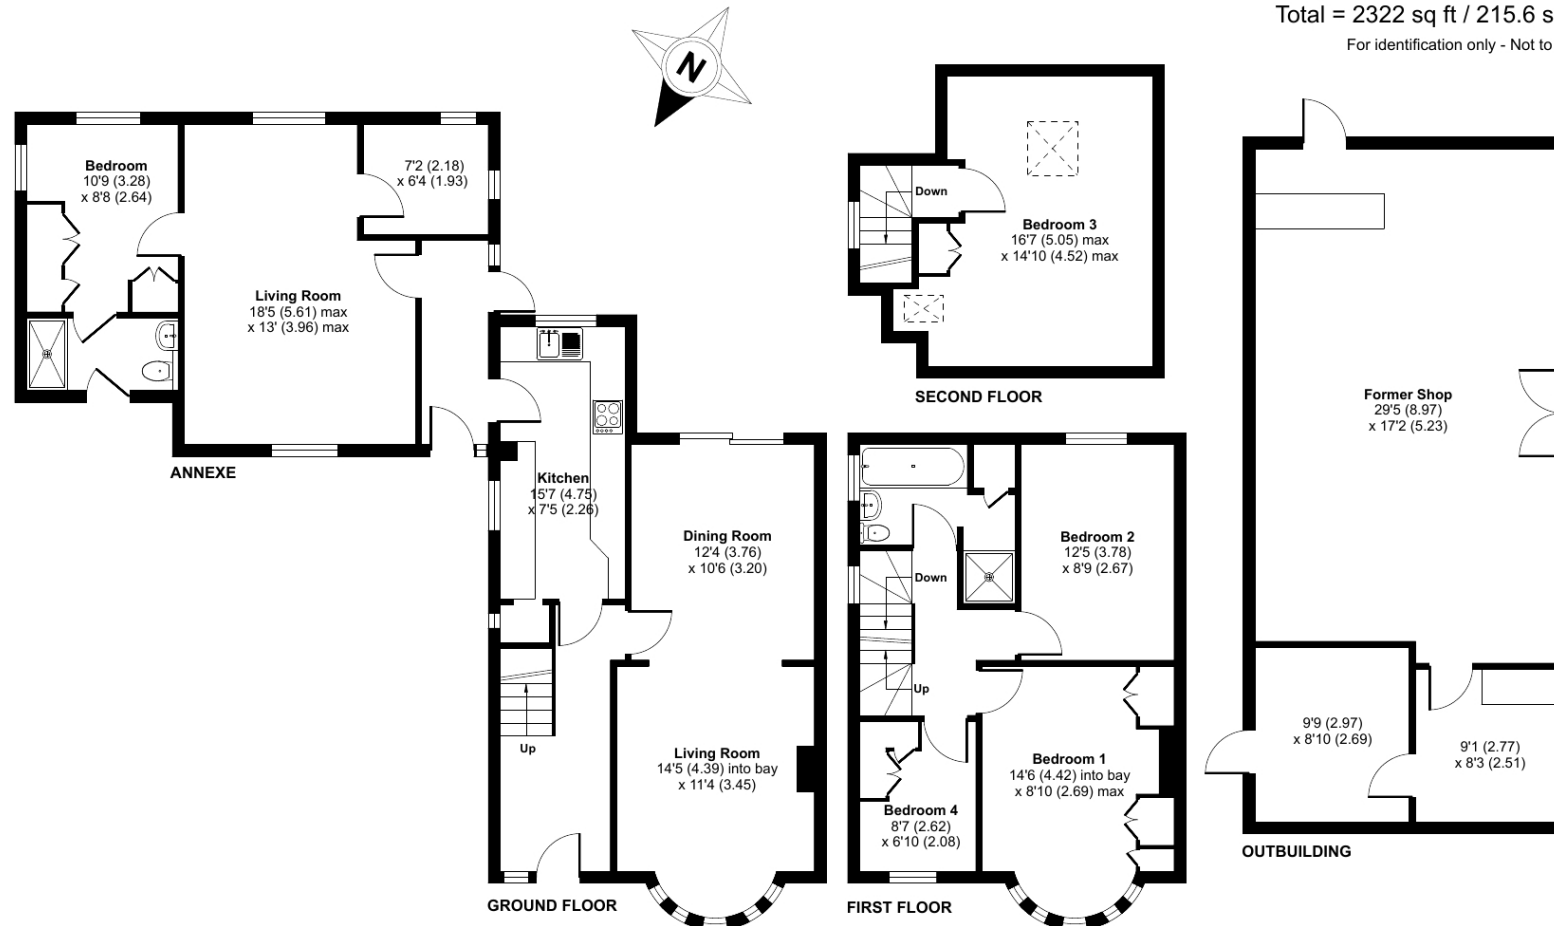 Total = 2322 sq ft / 215.6 s
For identification only - Not to
N
Bedroom
10'9 (3.28)
x 8'8 (2.64)
7'2 (2.18)
x 6'4 (1.93)
Living Room
18'5 (5.61) max
x 13' (3.96) max
ANNEXE
Kitchen
15'7 (4.75)
x 7'5 (2.26)
Dining Room
12'4 (3.76)
x 10'6 (3.20)
Up
Living Room
14'5 (4.39) into bay
x 11'4 (3.45)
GROUND FLOOR
Down
Bedroom 3
16'7 (5.05) max
x 14'10 (4.52) max
SECOND FLOOR
Bedroom 2
12'5 (3.78)
x 8'9 (2.67)
Down
Up
Bedroom 1
14'6 (4.42) into bay
x 8'10 (2.69) max
Bedroom 4
8'7 (2.62)
x 6'10 (2.08)
FIRST FLOOR
Former Shop
29'5 (8.97)
x 17'2 (5.23)
9'9 (2.97)
x 8'10 (2.69)
9'1 (2.77)
x 8'3 (2.51)
OUTBUILDING